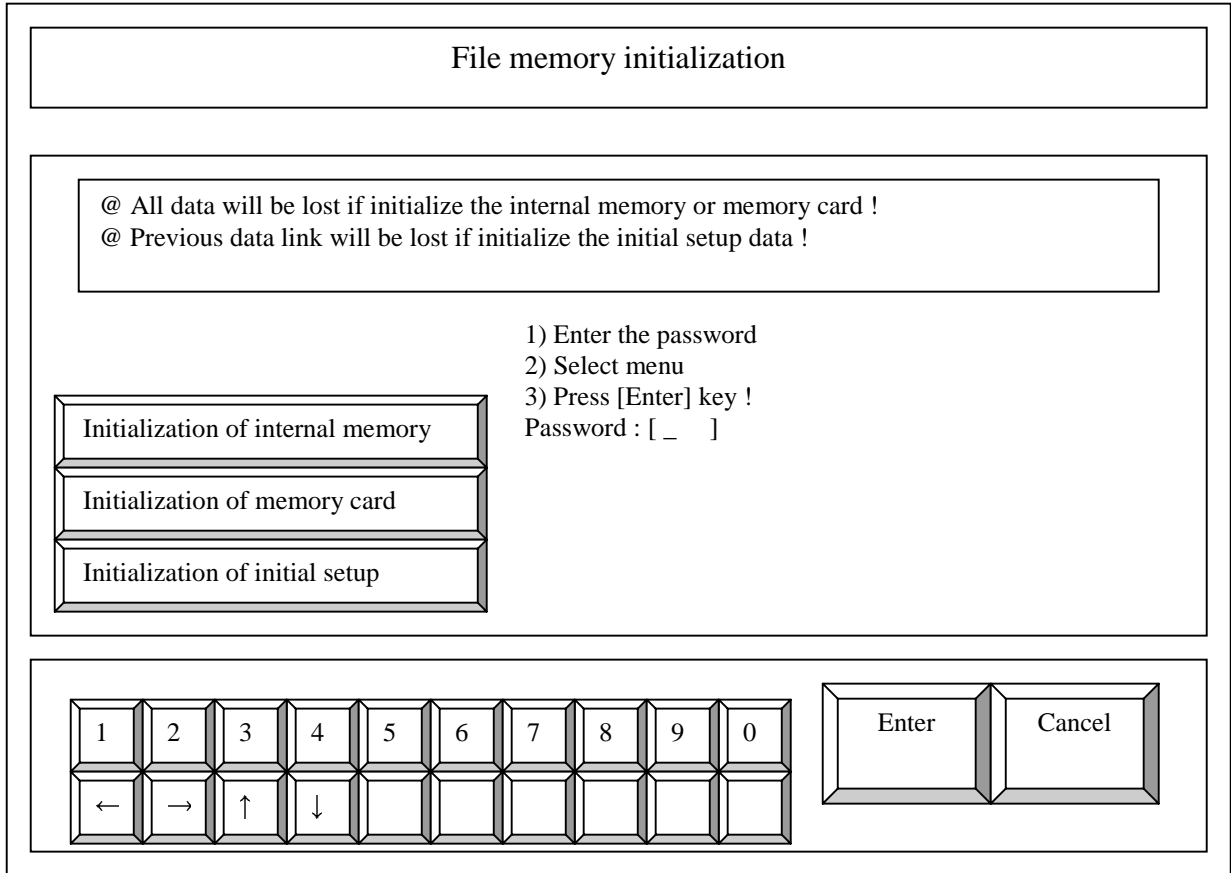 File memory initialization
@ All data will be lost if initialize the internal memory or memory card !
@ Previous data link will be lost if initialize the initial setup data !
1) Enter the password
2) Select menu
3) Press [Enter] key !
Password : [ _ ]
Initialization of internal memory
Initialization of memory card
Initialization of initial setup
1 2 3 4 5 6 7 8 9 0
← → ↑ ↓
Enter Cancel